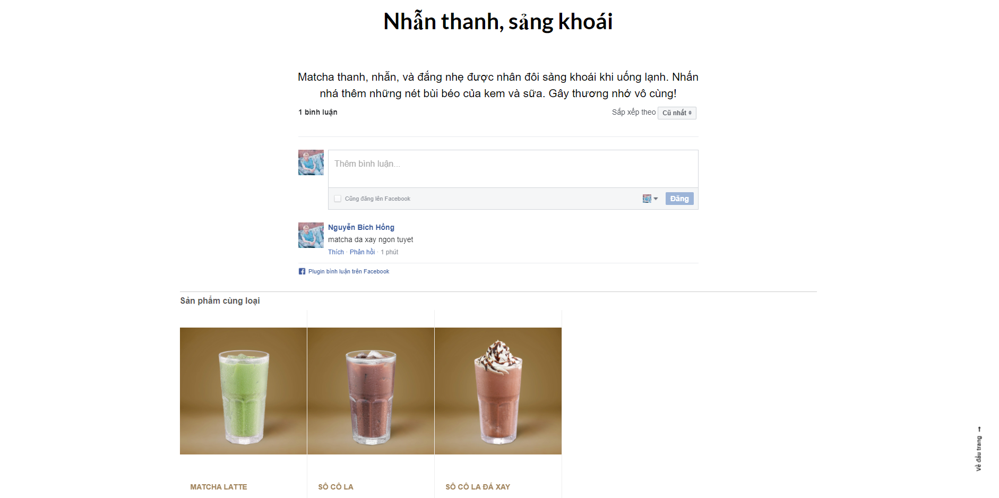 Nhẫn thanh, sảng khoái
Matcha thanh, nhẫn, và đắng nhẹ được nhân đôi sảng khoái khi uống lạnh. Nhấn
nhá thêm những nét bùi béo của kem và sữa. Gây thương nhớ vô cùng!
1 bình luận
Sắp xếp theo Cũ nhất
Thêm bình luận...
Cũng đăng lên Facebook
Đăng
Nguyễn Bích Hồng
matcha da xay ngon tuyet
Thích · Phản hồi · 1 phút
Plugin bình luận trên Facebook
Sản phẩm cùng loại
MATCHA LATTE
SÔ CÔ LA
SÔ CÔ LA ĐÁ XAY
Về đầu trang →